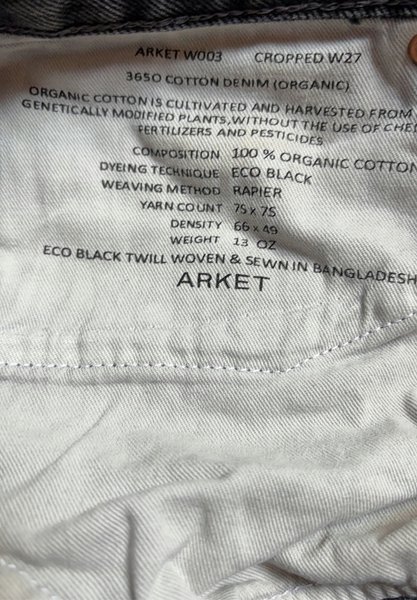 ARKET W003 CROPPED W27
3650 COTTON DENIM (ORGANIC)
ORGANIC COTTON IS CULTIVATED AND HARVESTED FROM
GENETICALLY MODIFIED PLANTS, WITHOUT THE USE OF CHE
FERTILIZERS AND PESTICIDES
COMPOSITION 100 % ORGANIC COTTON
DYEING TECHNIQUE ECO BLACK
WEAVING METHOD RAPIER
YARN COUNT 7S x 7S
DENSITY 66 x 49
WEIGHT 13 OZ
ECO BLACK TWILL WOVEN & SEWN IN BANGLADESH
ARKET